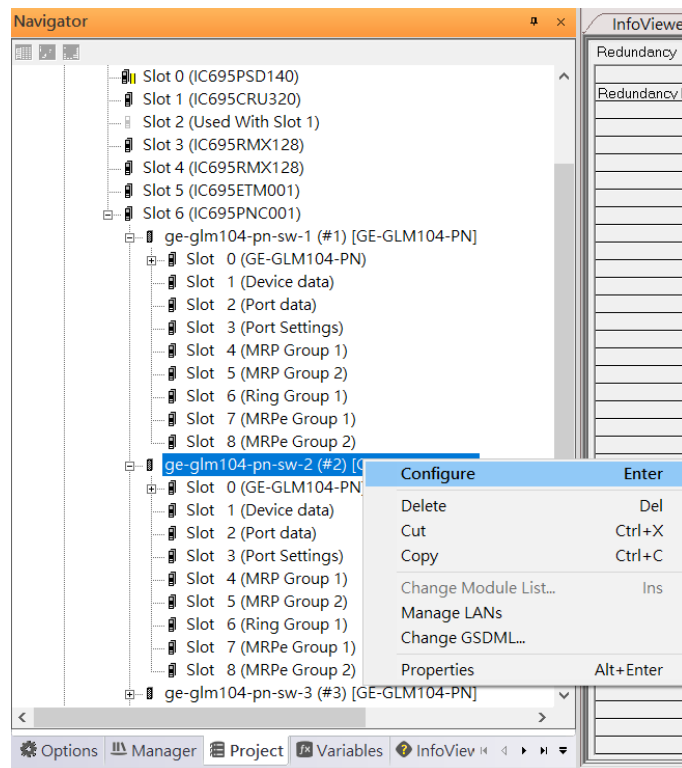 Navigator
InfoViewe
Redundancy
Slot 0 (IC695PSD140)
Redundancy
Slot 1 (IC695CRU320)
Slot 2 (Used With Slot 1)
Slot 3 (IC695RMX128)
Slot 4 (IC695RMX128)
Slot 5 (IC695ETM001)
Slot 6 (IC695PNC001)
ge-glm104-pn-sw-1 (#1) [GE-GLM104-PN]
Slot 0 (GE-GLM104-PN)
Slot 1 (Device data)
Slot 2 (Port data)
Slot 3 (Port Settings)
Slot 4 (MRP Group 1)
Slot 5 (MRP Group 2)
Slot 6 (Ring Group 1)
Slot 7 (MRPe Group 1)
Slot 8 (MRPe Group 2)
ge-glm104-pn-sw-2 (#2) [G
Slot 0 (GE-GLM104-PN
Slot 1 (Device data)
Slot 2 (Port data)
Slot 3 (Port Settings)
Slot 4 (MRP Group 1)
Slot 5 (MRP Group 2)
Slot 6 (Ring Group 1)
Slot 7 (MRPe Group 1)
Slot 8 (MRPe Group 2)
ge-glm104-pn-sw-3 (#3) [GE-GLM104-PN]
Configure Enter
Delete Del
Cut Ctrl+X
Copy Ctrl+C
Change Module List... Ins
Manage LANs
Change GSDML...
Properties Alt+Enter
Options Manager Project Variables InfoView